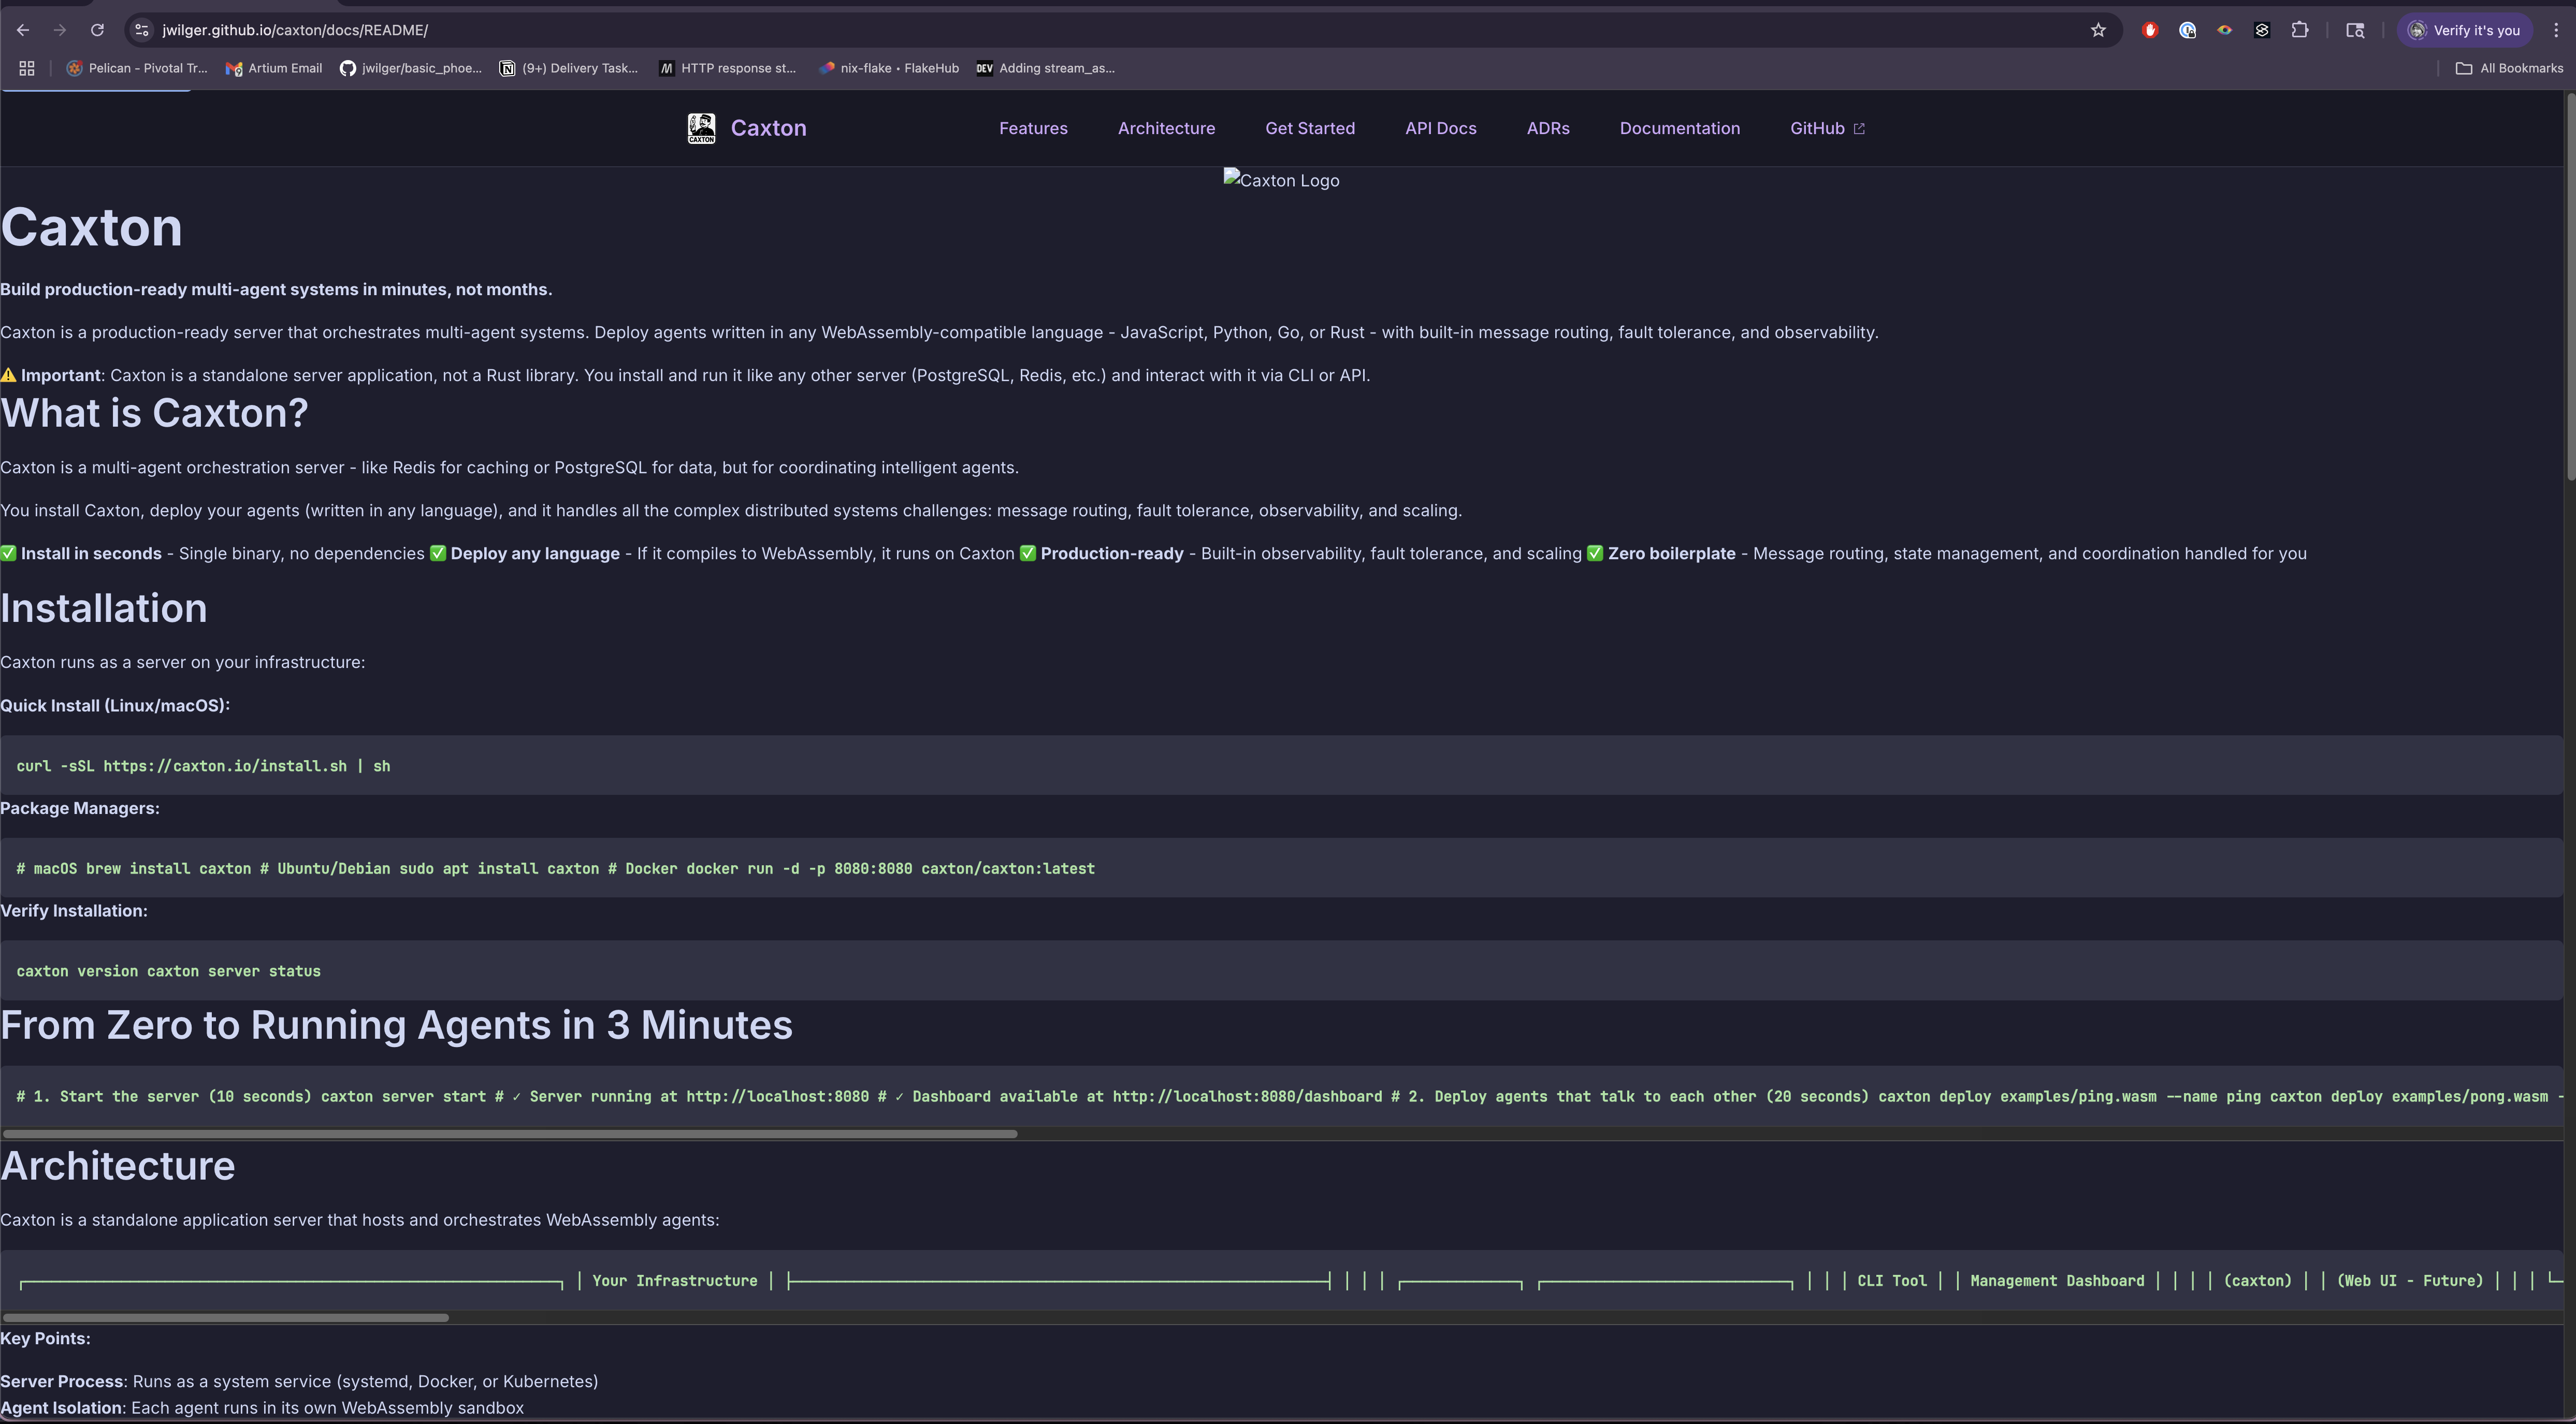 jwilger.github.io/caxton/docs/README/
Verify it's you
Pelican - Pivotal Tr...
Artium Email
jwilger/basic_phoe...
(9+) Delivery Task...
HTTP response st...
nix-flake • FlakeHub
DEV Adding stream_as...
All Bookmarks
CAXTON
Caxton
Features
Architecture
Get Started
API Docs
ADRs
Documentation
GitHub
Caxton Logo
Caxton
Build production-ready multi-agent systems in minutes, not months.
Caxton is a production-ready server that orchestrates multi-agent systems. Deploy agents written in any WebAssembly-compatible language - JavaScript, Python, Go, or Rust - with built-in message routing, fault tolerance, and observability.
⚠️ Important: Caxton is a standalone server application, not a Rust library. You install and run it like any other server (PostgreSQL, Redis, etc.) and interact with it via CLI or API.
What is Caxton?
Caxton is a multi-agent orchestration server - like Redis for caching or PostgreSQL for data, but for coordinating intelligent agents.
You install Caxton, deploy your agents (written in any language), and it handles all the complex distributed systems challenges: message routing, fault tolerance, observability, and scaling.
✅ Install in seconds - Single binary, no dependencies ✅ Deploy any language - If it compiles to WebAssembly, it runs on Caxton ✅ Production-ready - Built-in observability, fault tolerance, and scaling ✅ Zero boilerplate - Message routing, state management, and coordination handled for you
Installation
Caxton runs as a server on your infrastructure:
Quick Install (Linux/macOS):
curl -sSL https://caxton.io/install.sh | sh
Package Managers:
# macOS brew install caxton # Ubuntu/Debian sudo apt install caxton # Docker docker run -d -p 8080:8080 caxton/caxton:latest
Verify Installation:
caxton version caxton server status
From Zero to Running Agents in 3 Minutes
# 1. Start the server (10 seconds) caxton server start # ✓ Server running at http://localhost:8080 # ✓ Dashboard available at http://localhost:8080/dashboard # 2. Deploy agents that talk to each other (20 seconds) caxton deploy examples/ping.wasm --name ping caxton deploy examples/pong.wasm -
Architecture
Caxton is a standalone application server that hosts and orchestrates WebAssembly agents:
│ Your Infrastructure │ │ │ │ CLI Tool │ │ Management Dashboard │ │ │ │ (caxton) │ │ (Web UI - Future) │ │ │
Key Points:
Server Process: Runs as a system service (systemd, Docker, or Kubernetes)
Agent Isolation: Each agent runs in its own WebAssembly sandbox